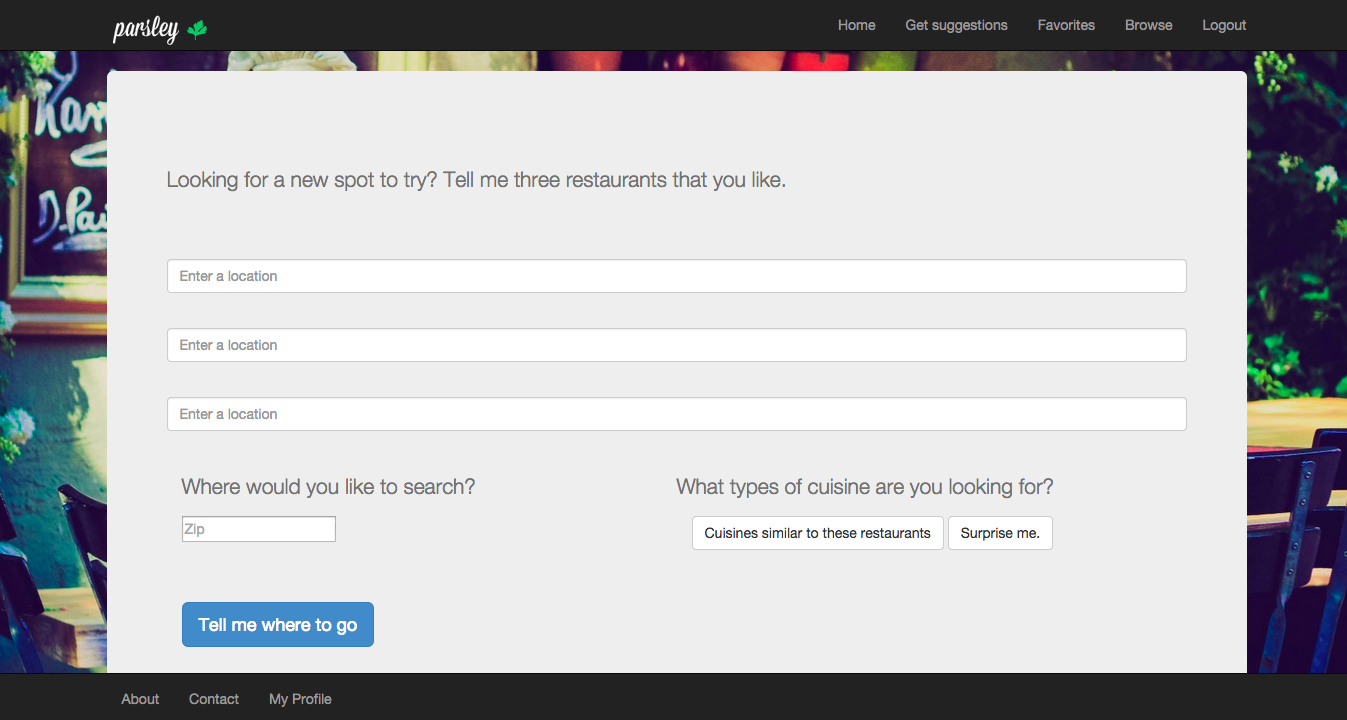 parsley
Home Get suggestions Favorites Browse Logout
Looking for a new spot to try? Tell me three restaurants that you like.
Enter a location
Enter a location
Enter a location
Where would you like to search? What types of cuisine are you looking for?
Zip Cuisines similar to these restaurants Surprise me.
Tell me where to go
About Contact My Profile